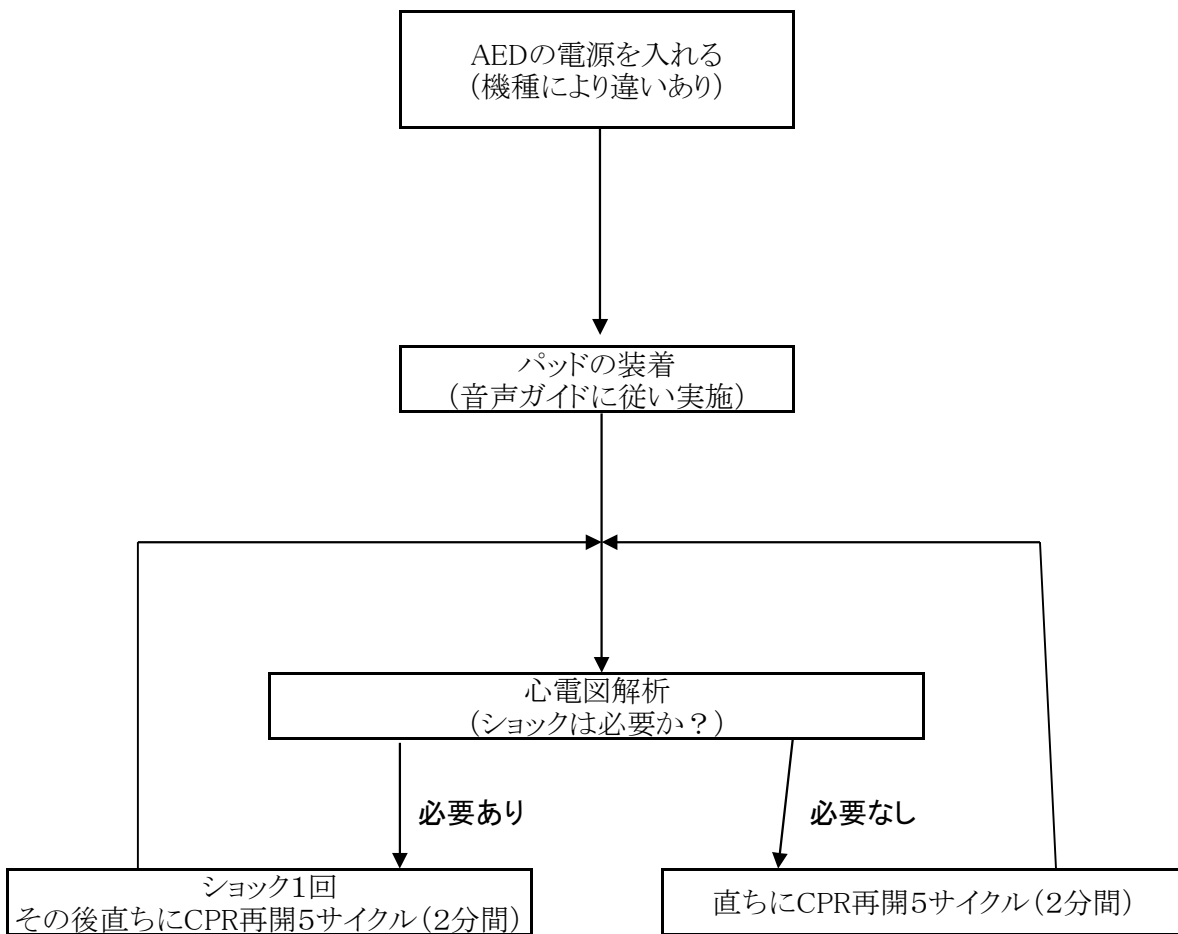 AEDの電源を入れる
（機種により違いあり）
パッドの装着
（音声ガイドに従い実施）
心電図解析
（ショックは必要か？）
必要あり
必要なし
ショック１回
その後直ちにCPR再開５サイクル（２分間）
直ちにCPR再開５サイクル（２分間）